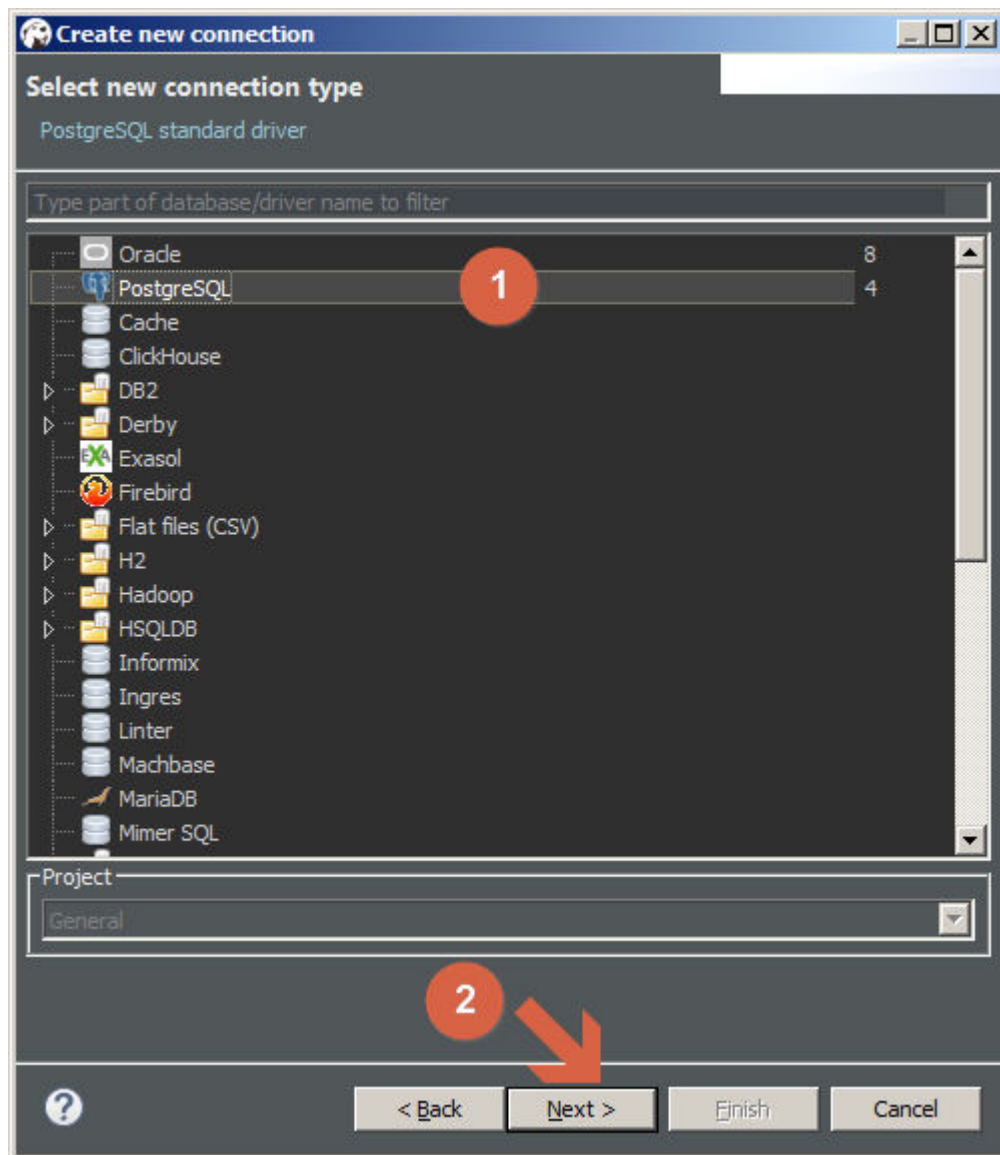 Create new connection
Select new connection type
PostgreSQL standard driver
Type part of database/driver name to filter
Oracle 8
PostgreSQL 1 4
Cache
ClickHouse
DB2
Derby
EXA Exasol
Firebird
Flat files (CSV)
H2
Hadoop
HSQLDB
Informix
Ingres
Linter
Machbase
MariaDB
Mimer SQL
Project
General
2
? < Back Next > Finish Cancel